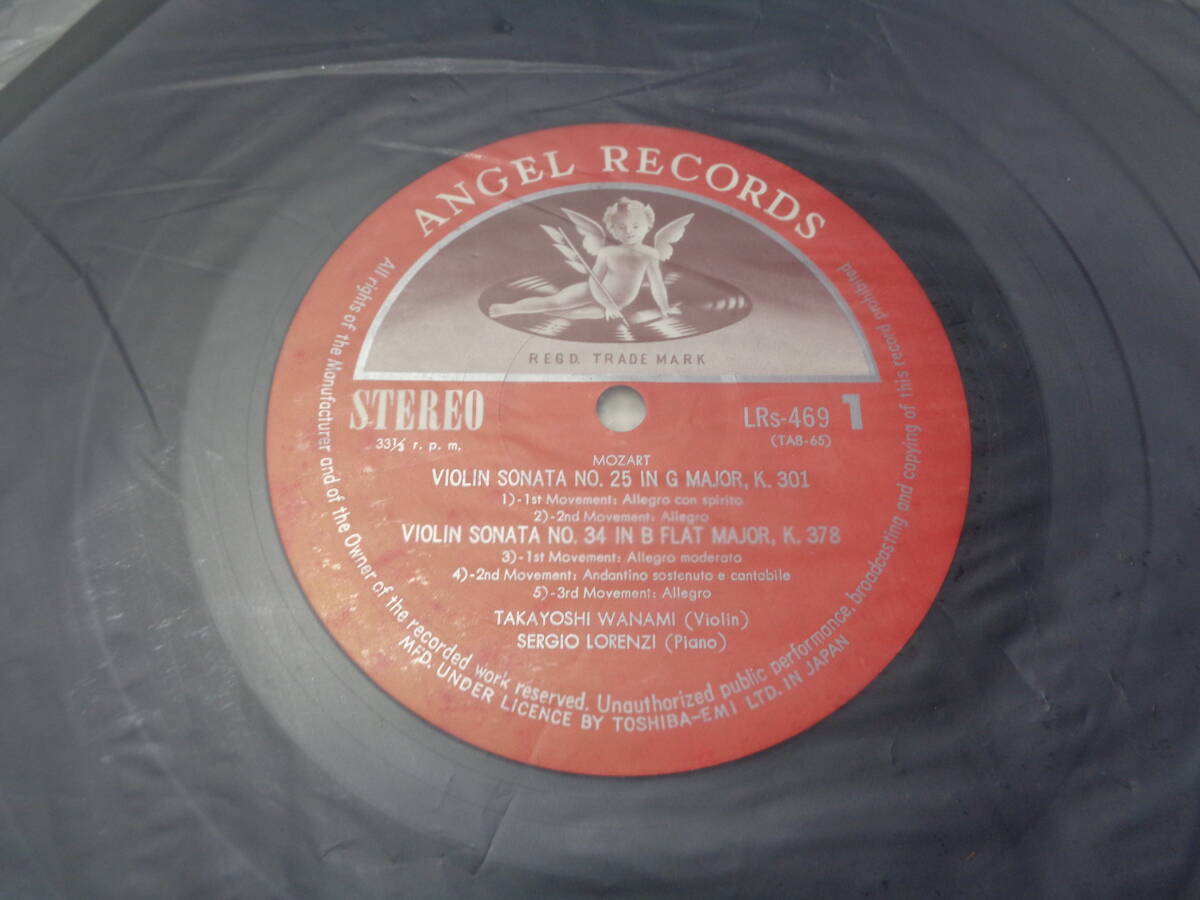 ANGEL RECORDS
REGD. TRADE MARK
STEREO
33⅓ r. p. m.
LRs-469 1
(TAB-65)
MOZART
VIOLIN SONATA NO. 25 IN G MAJOR, K. 301
1)-1st Movement: Allegro con spirito
2)-2nd Movement: Allegro
VIOLIN SONATA NO. 34 IN B FLAT MAJOR, K. 378
3)-1st Movement: Allegro moderato
4)-2nd Movement: Andantino sostenuto e cantabile
5)-3rd Movement: Allegro
TAKAYOSHI WANAMI (Violin)
SERGIO LORENZI (Piano)
All rights of the Manufacturer and of the Owner of the recorded work reserved. Unauthorized public performance, broadcasting and copying of this record prohibited
MFD. UNDER LICENCE BY TOSHIBA-EMI LTD. IN JAPAN